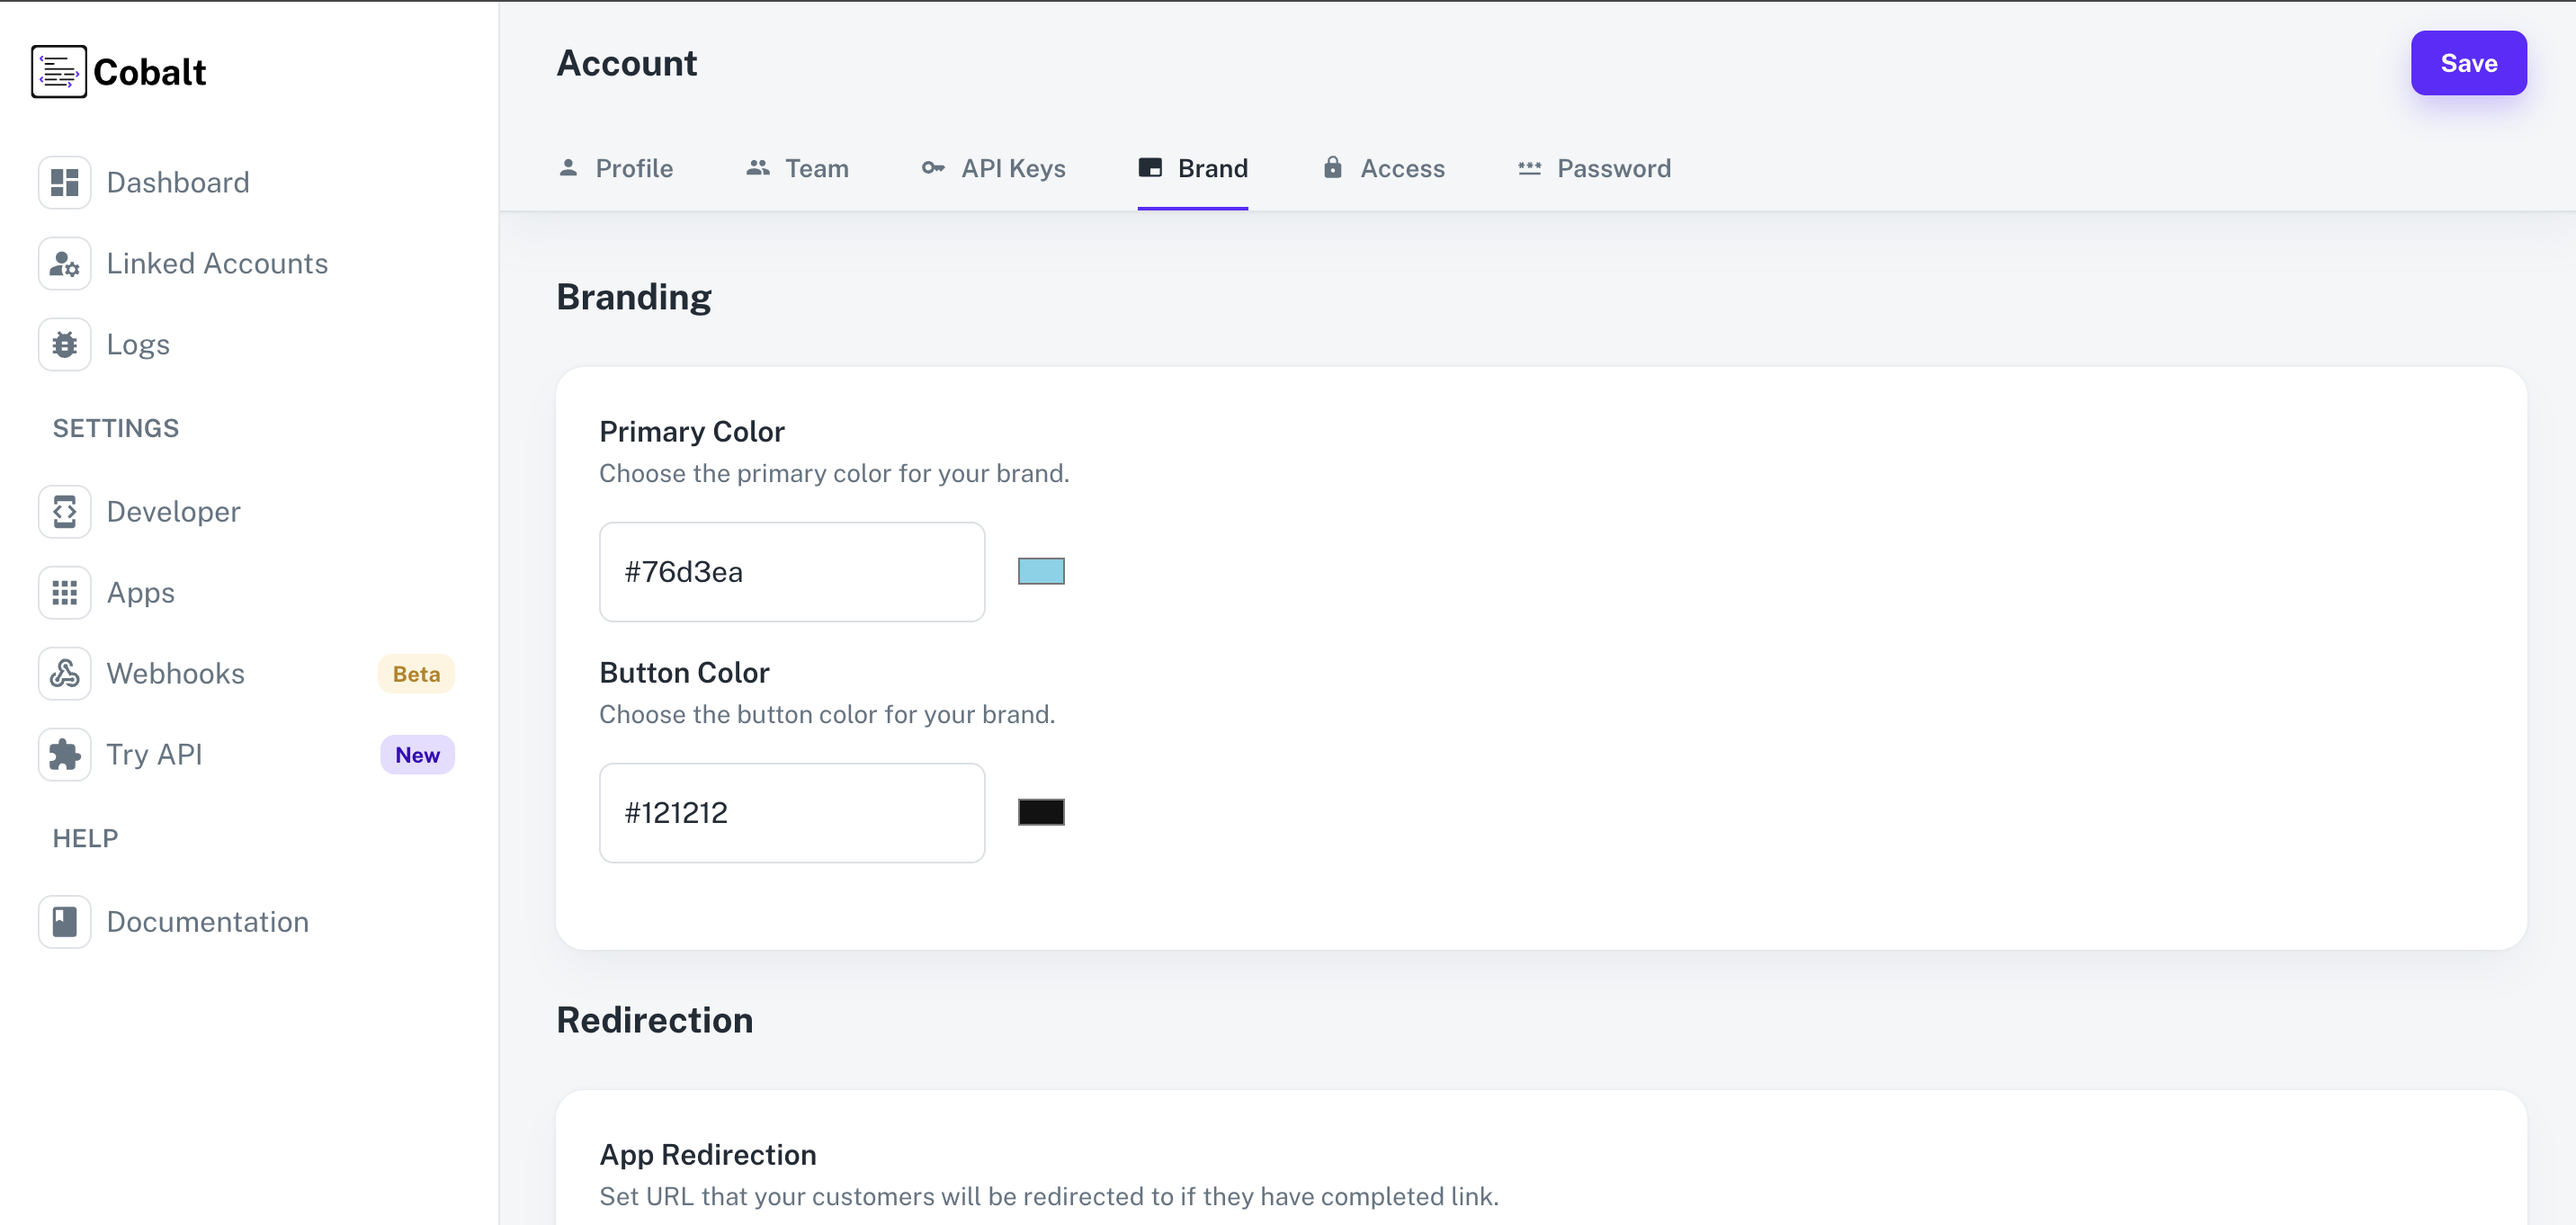 Cobalt
Dashboard
Linked Accounts
Logs
SETTINGS
Developer
Apps
Webhooks Beta
Try API New
HELP
Documentation
Account
Save
Profile Team API Keys Brand Access Password
Branding
Primary Color
Choose the primary color for your brand.
#76d3ea
Button Color
Choose the button color for your brand.
#121212
Redirection
App Redirection
Set URL that your customers will be redirected to if they have completed link.